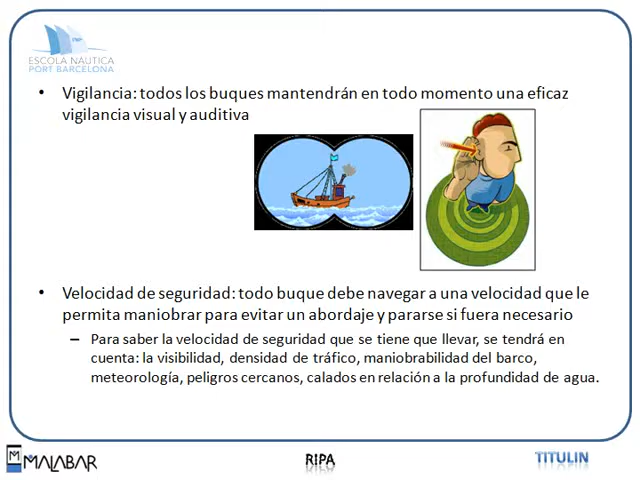 ESCOLA NÁUTICA
PORT BARCELONA
• Vigilancia: todos los buques mantendrán en todo momento una eficaz
vigilancia visual y auditiva
• Velocidad de seguridad: todo buque debe navegar a una velocidad que le
permita maniobrar para evitar un abordaje y pararse si fuera necesario
– Para saber la velocidad de seguridad que se tiene que llevar, se tendrá en
cuenta: la visibilidad, densidad de tráfico, maniobrabilidad del barco,
meteorología, peligros cercanos, calados en relación a la profundidad de agua.
MALABAR
RIPA
TITULIN